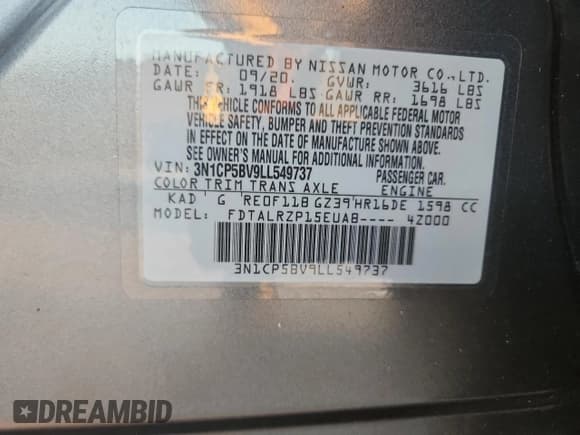 MANUFACTURED BY NISSAN MOTOR CO.,LTD.
DATE: 09/20. GVWR: 3616 LBS
GAWR FR: 1918 LBS GAWR RR: 1698 LBS
THIS VEHICLE CONFORMS TO ALL APPLICABLE FEDERAL MOTOR
VEHICLE SAFETY, BUMPER AND THEFT PREVENTION STANDARDS
IN EFFECT ON THE DATE OF MANUFACTURE SHOWN ABOVE.
SEE OWNER'S MANUAL FOR ADDITIONAL INFORMATION
VIN: 3N1CP5BV9LL549737 PASSENGER CAR.
COLOR TRIM TRANS AXLE ENGINE
KAD G RE0F11B GZ39 HR16DE 1598 CC
MODEL: FDTALRZP15EUA8---- 42000
3N1CP5BV9LL549737
DREAMBID